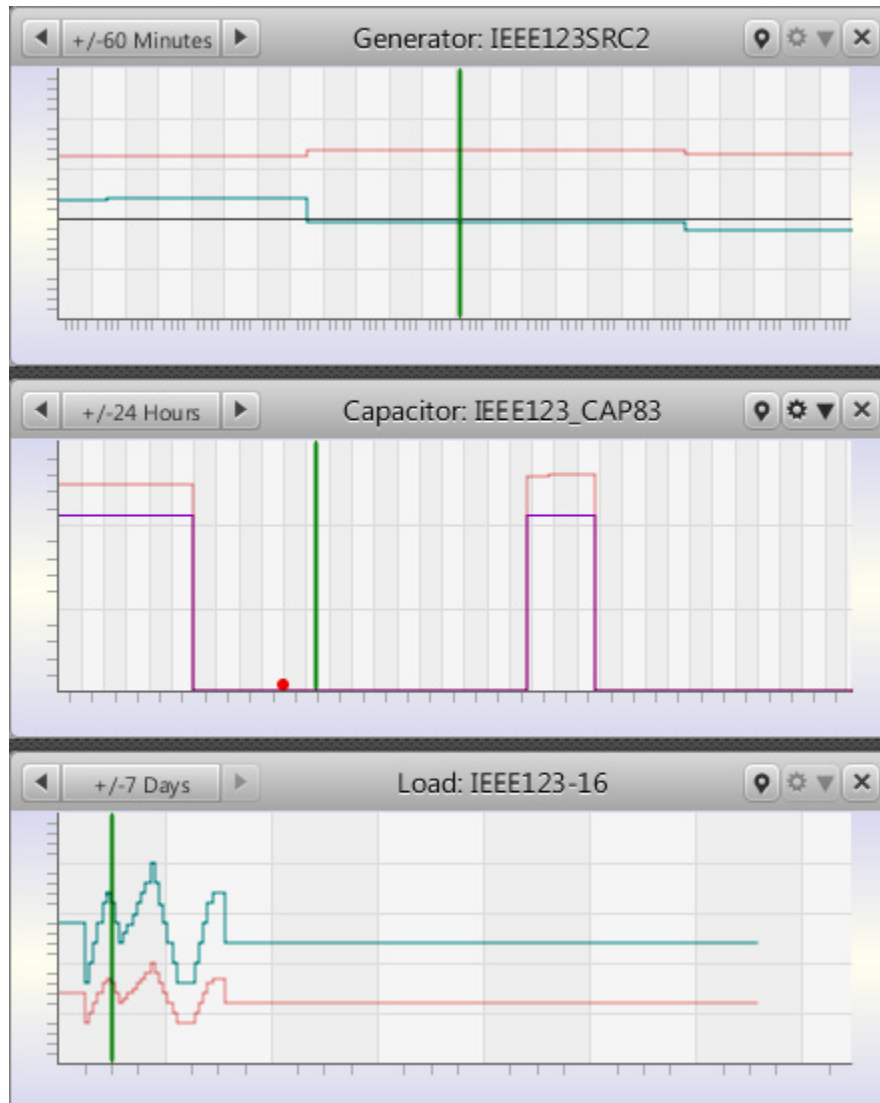 +/-60 Minutes
Generator: IEEE123SRC2
+/-24 Hours
Capacitor: IEEE123_CAP83
+/-7 Days
Load: IEEE123-16